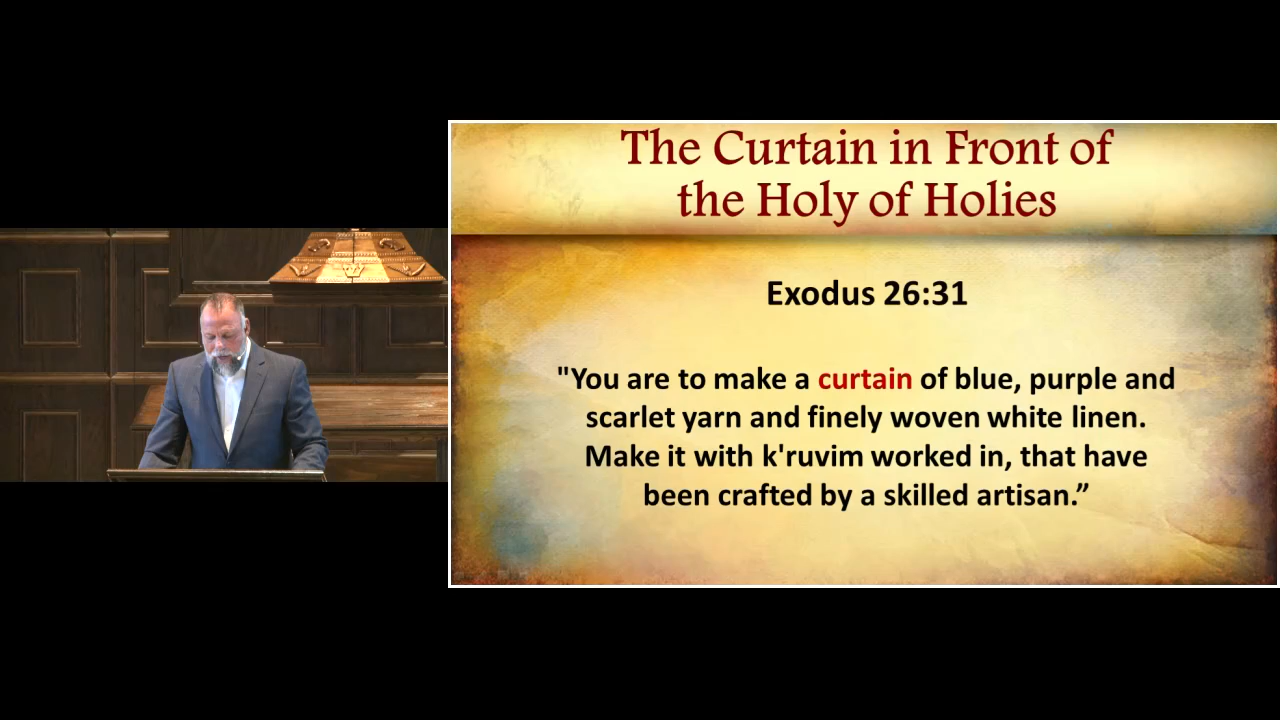 The Curtain in Front of
the Holy of Holies
Exodus 26:31
"You are to make a curtain of blue, purple and
scarlet yarn and finely woven white linen.
Make it with k'ruvim worked in, that have
been crafted by a skilled artisan.”